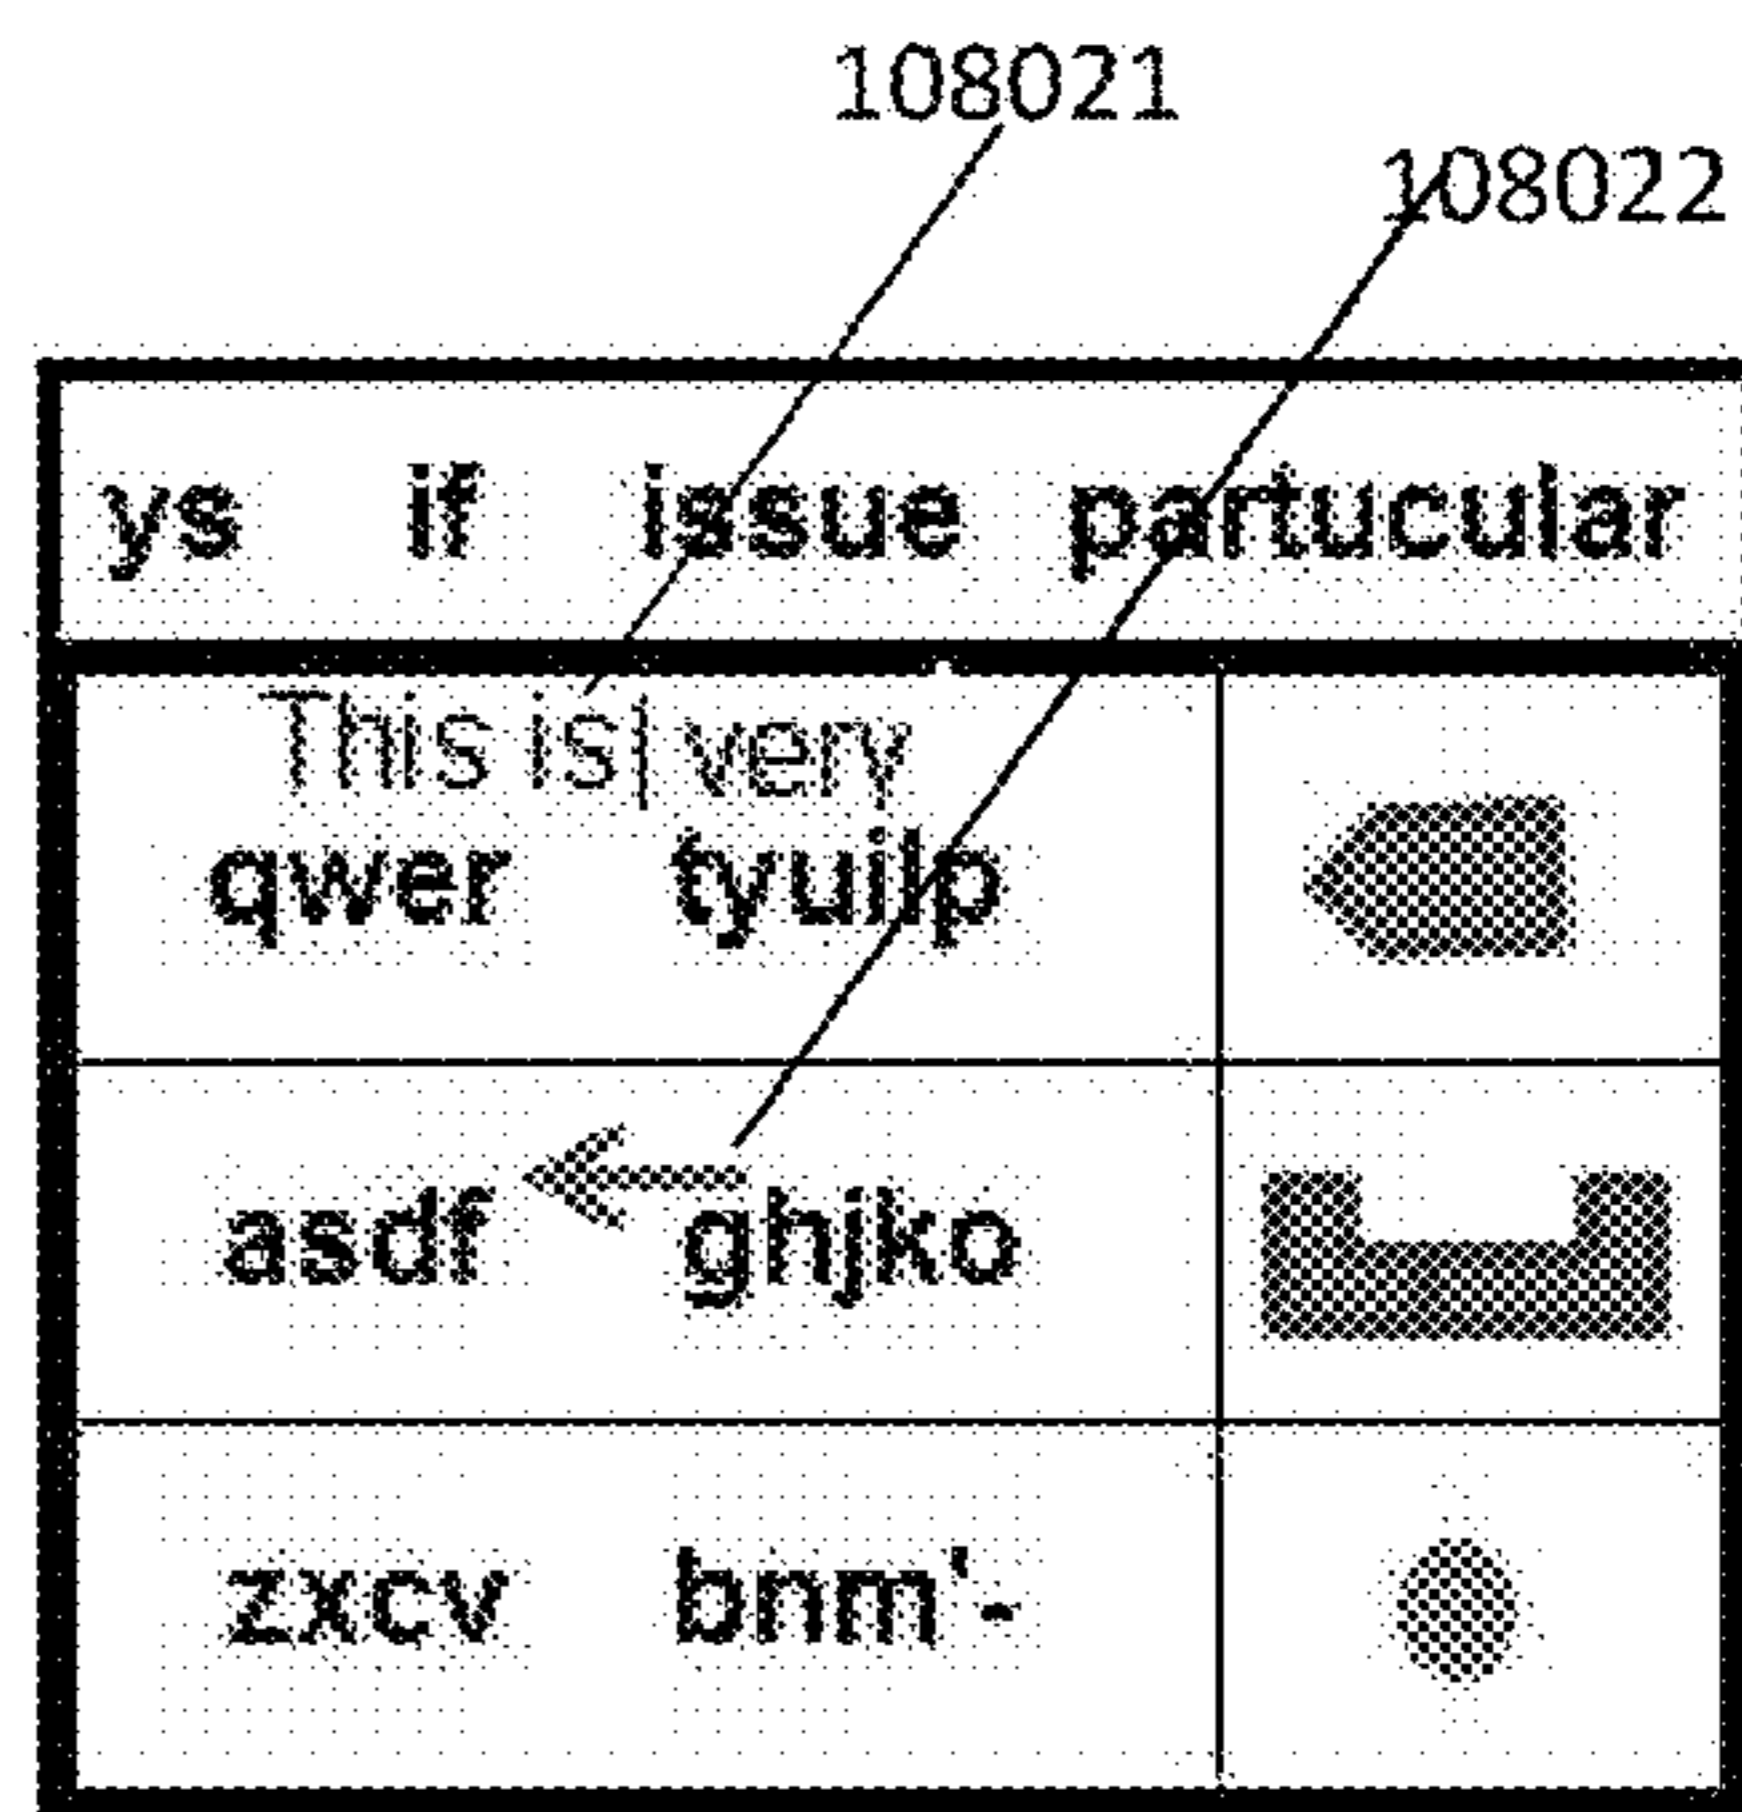 108021
108022
ys if issue partucular
This is| very
qwer tyuilp
asdf ghjko
zxcv bnm'-